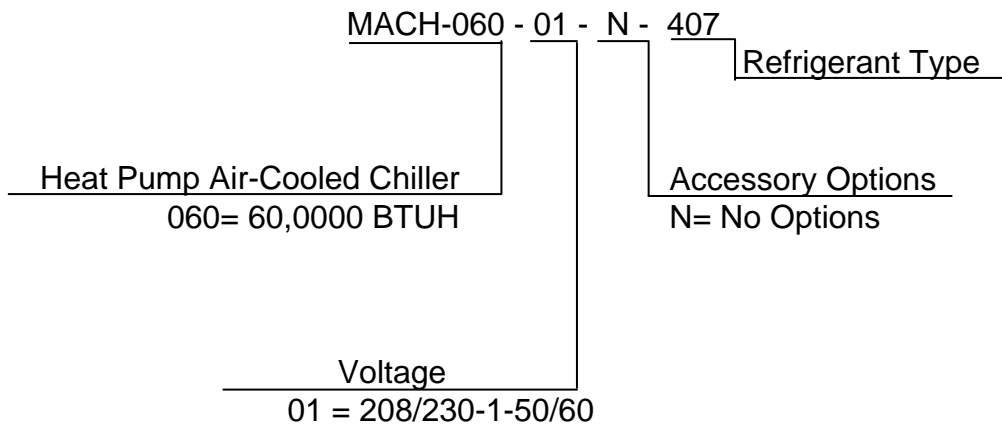 MACH-060 - 01 - N - 407
Refrigerant Type
Heat Pump Air-Cooled Chiller
060= 60,0000 BTUH
Accessory Options
N= No Options
Voltage
01 = 208/230-1-50/60